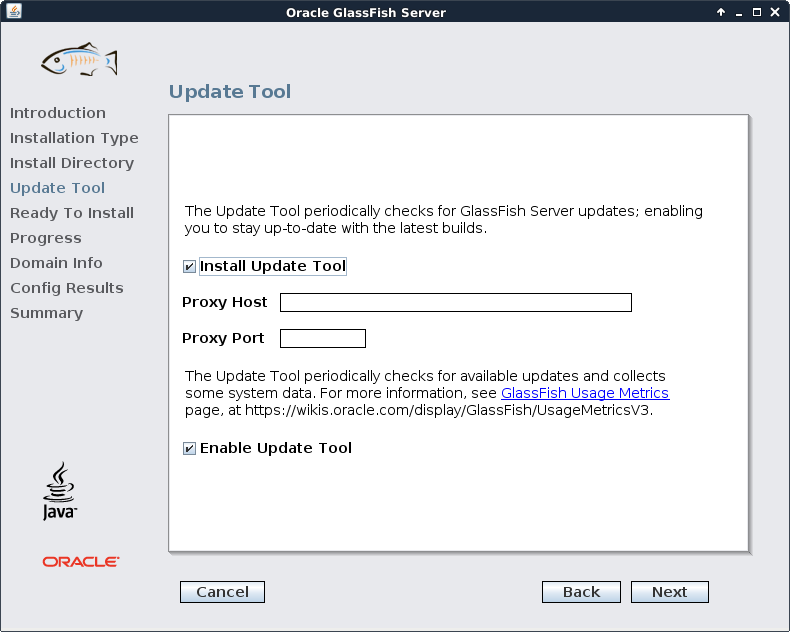 Oracle GlassFish Server
Update Tool
Introduction
Installation Type
Install Directory
Update Tool
Ready To Install
Progress
Domain Info
Config Results
Summary
The Update Tool periodically checks for GlassFish Server updates; enabling
you to stay up-to-date with the latest builds.
Install Update Tool
Proxy Host
Proxy Port
The Update Tool periodically checks for available updates and collects
some system data. For more information, see GlassFish Usage Metrics
page, at https://wikis.oracle.com/display/GlassFish/UsageMetricsV3.
Enable Update Tool
Java
ORACLE
Cancel
Back
Next